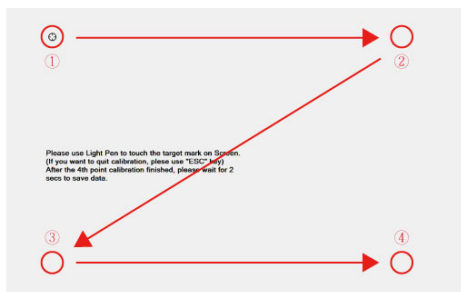 ① ②
Please use Light Pen to touch the target mark on Screen.
(If you want to quit calibration, plese use "ESC" key)
After the 4th point calibration finished, please wait for 2
secs to save data.
③ ④